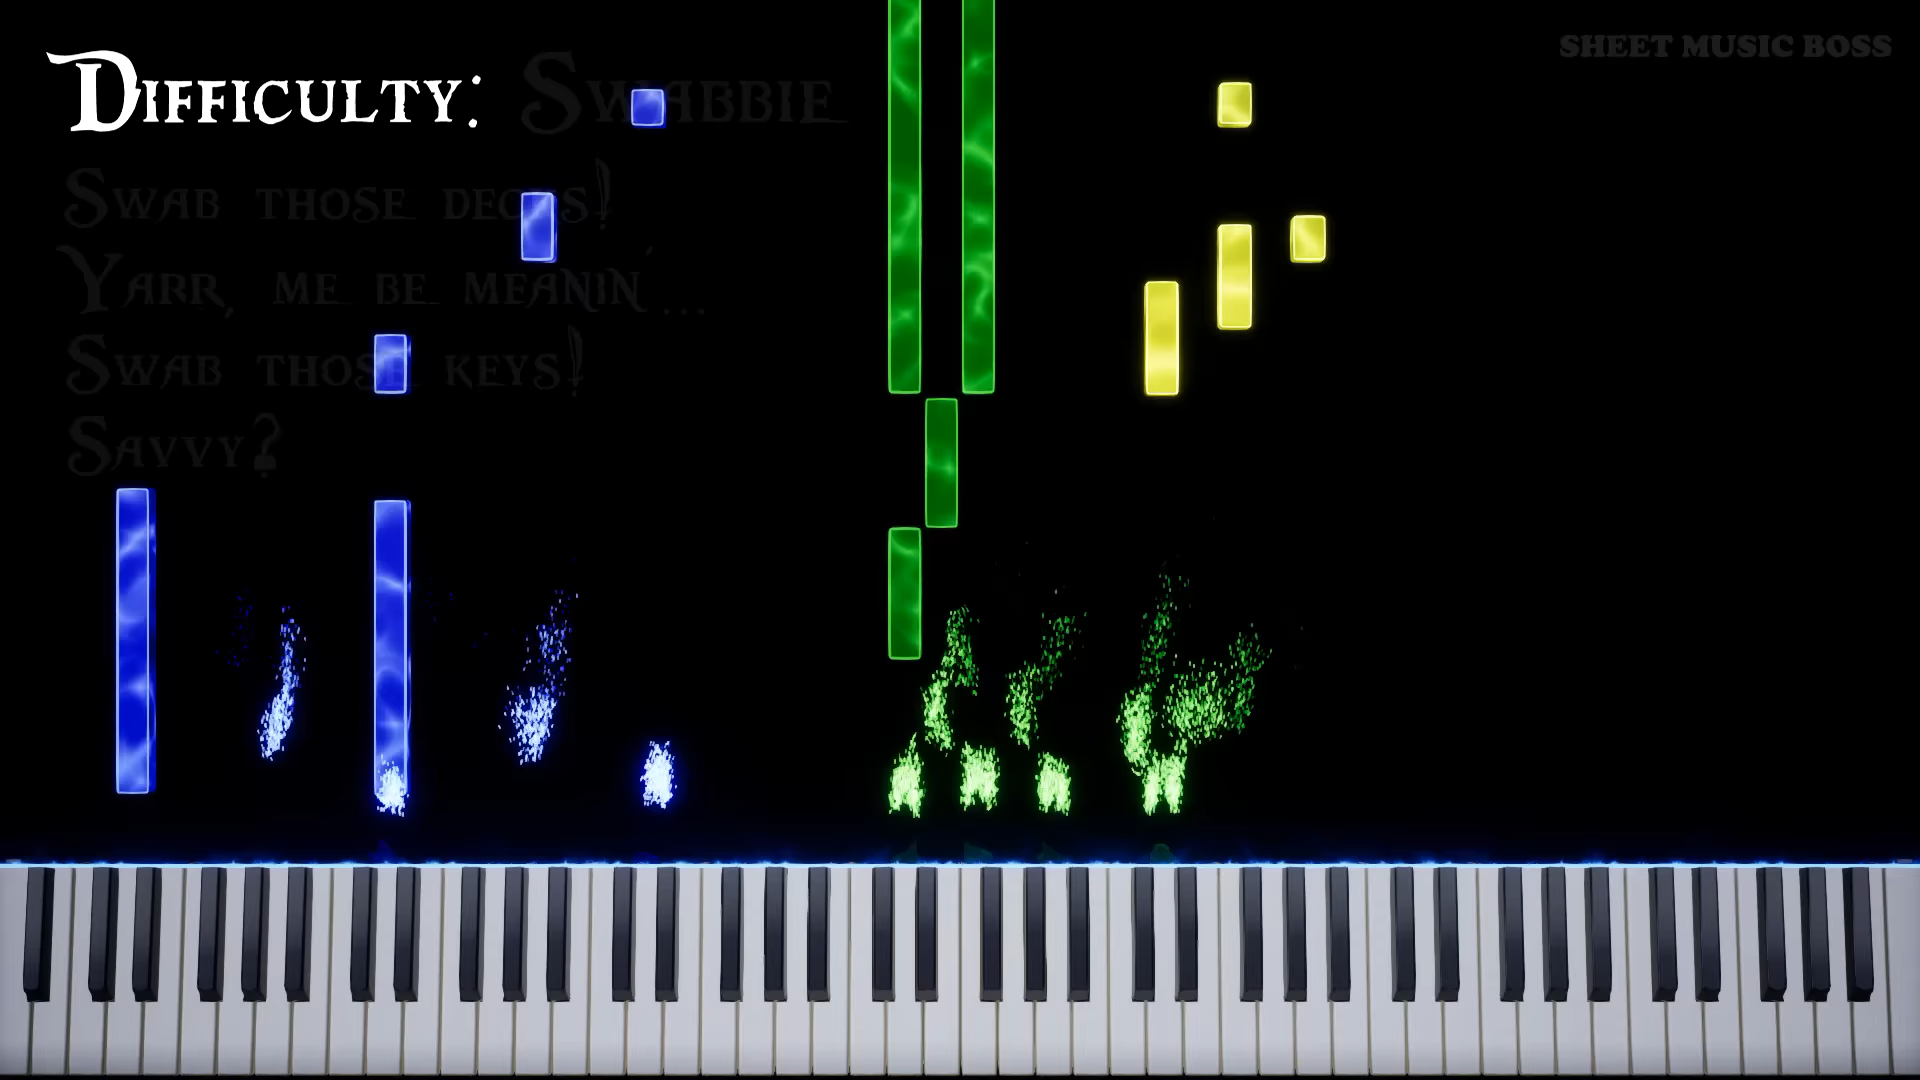 DIFFICULTY: SWABBIE
SHEET MUSIC BOSS
SWAB THOSE DECKS!
YARR, ME BE MEANIN'...
SWAB THOSE KEYS!
SAVVY?